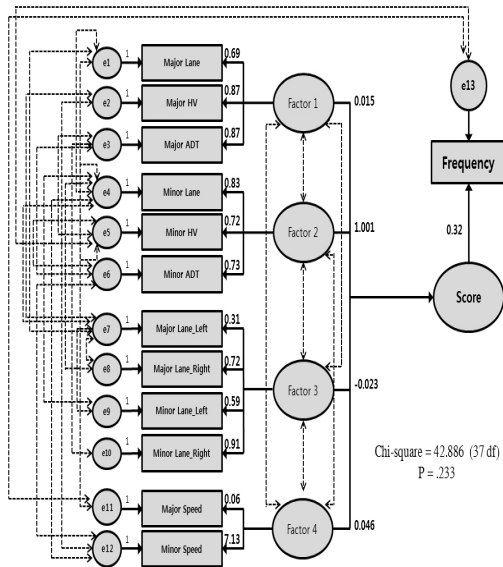 e1 1 Major Lane 0.69
e2 1 Major HV 0.87
e3 1 Major ADT 0.87
Factor 1 0.015
e4 1 Minor Lane 0.83
e5 1 Minor HV 0.72
e6 1 Minor ADT 0.73
Factor 2 1.001
e7 1 Major Lane_Left 0.31
e8 1 Major Lane_Right 0.72
e9 1 Minor Lane_Left 0.59
e10 1 Minor Lane_Right 0.91
Factor 3 -0.023
e11 1 Major Speed 0.06
e12 1 Minor Speed 7.13
Factor 4 0.046
e13
Frequency
0.32
Score
Chi-square = 42.886 (37 df)
P = .233